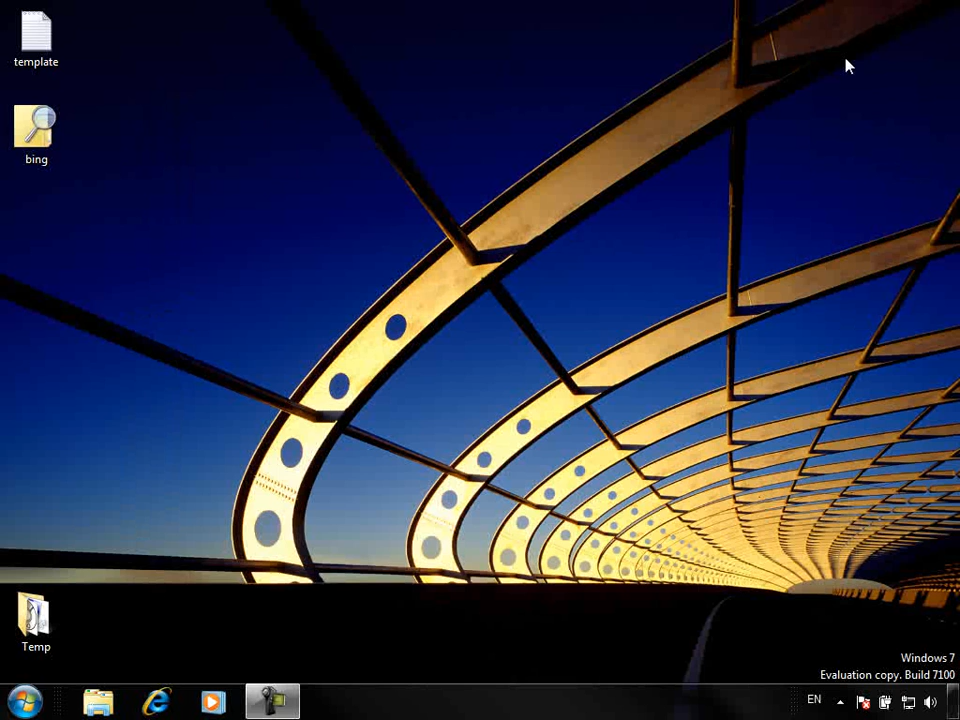 template
bing
Temp
Windows 7
Evaluation copy. Build 7100
EN